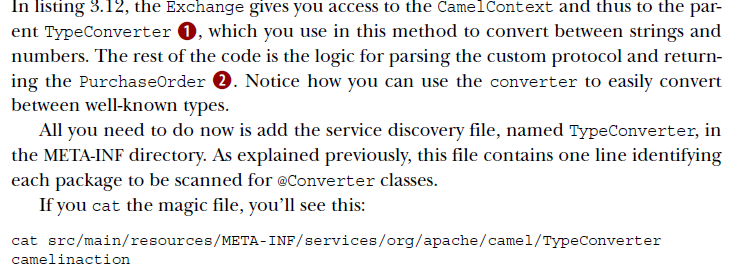 In listing 3.12, the Exchange gives you access to the CamelContext and thus to the par-
ent TypeConverter ❶, which you use in this method to convert between strings and
numbers. The rest of the code is the logic for parsing the custom protocol and return-
ing the PurchaseOrder ❷. Notice how you can use the converter to easily convert
between well-known types.
All you need to do now is add the service discovery file, named TypeConverter, in
the META-INF directory. As explained previously, this file contains one line identifying
each package to be scanned for @Converter classes.
If you cat the magic file, you’ll see this:
cat src/main/resources/META-INF/services/org/apache/camel/TypeConverter
camelinaction